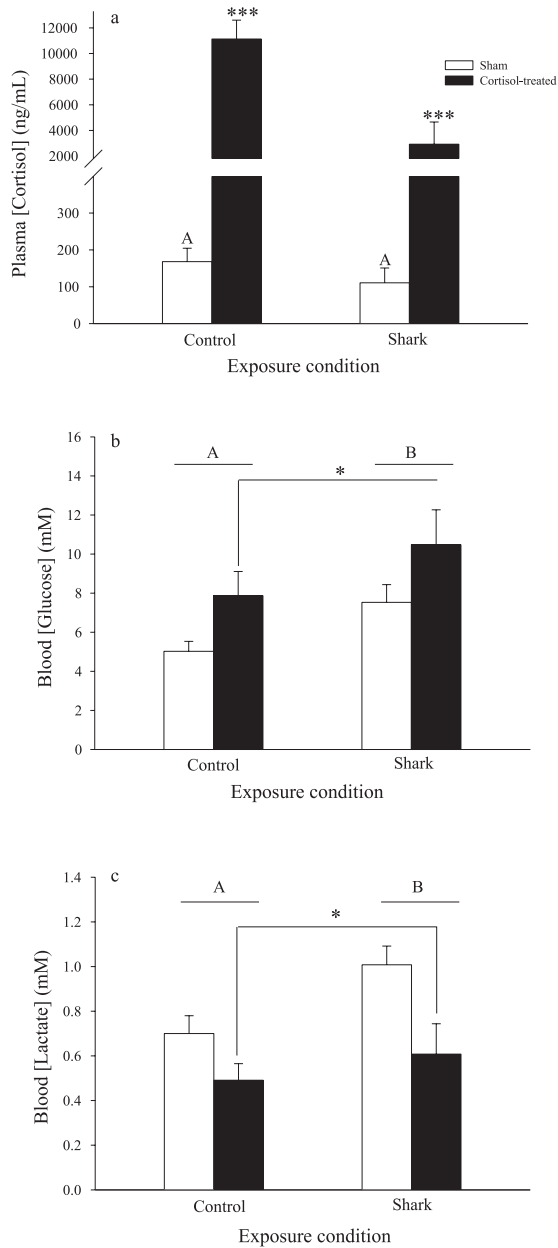 a
***
12000
10000
8000
6000
4000
2000
300
200
100
0
Plasma [Cortisol] (ng/mL)
Sham
Cortisol-treated
***
A
A
Control
Shark
Exposure condition
b
16
14
12
10
8
6
4
2
0
Blood [Glucose] (mM)
A
B
*
Control
Shark
Exposure condition
c
1.4
1.2
1.0
0.8
0.6
0.4
0.2
0.0
Blood [Lactate] (mM)
A
B
*
Control
Shark
Exposure condition